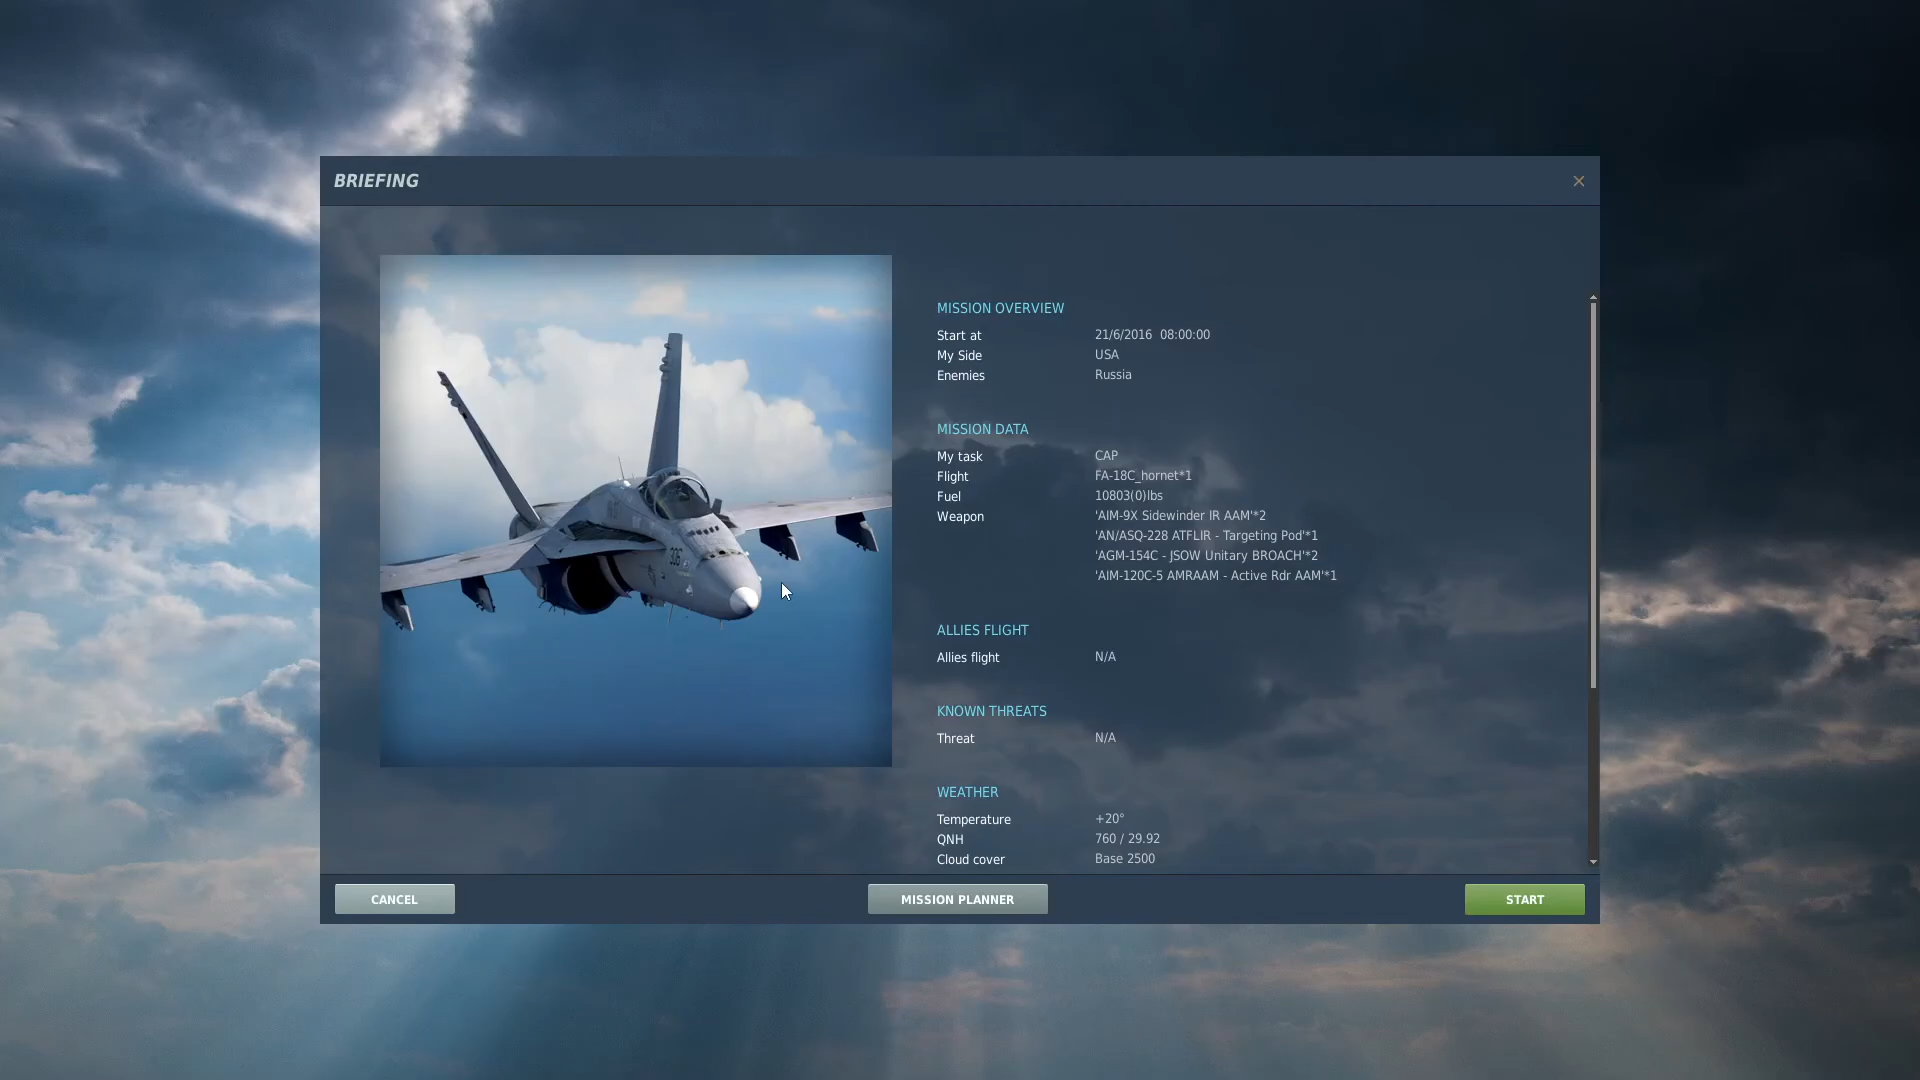 BRIEFING
MISSION OVERVIEW
Start at 21/6/2016 08:00:00
My Side USA
Enemies Russia
MISSION DATA
My task CAP
Flight FA-18C_hornet*1
Fuel 10803(0)lbs
Weapon 'AIM-9X Sidewinder IR AAM'*2
'AN/ASQ-228 ATFLIR - Targeting Pod'*1
'AGM-154C - JSOW Unitary BROACH'*2
'AIM-120C-5 AMRAAM - Active Rdr AAM'*1
ALLIES FLIGHT
Allies flight N/A
KNOWN THREATS
Threat N/A
WEATHER
Temperature +20°
QNH 760 / 29.92
Cloud cover Base 2500
CANCEL MISSION PLANNER START